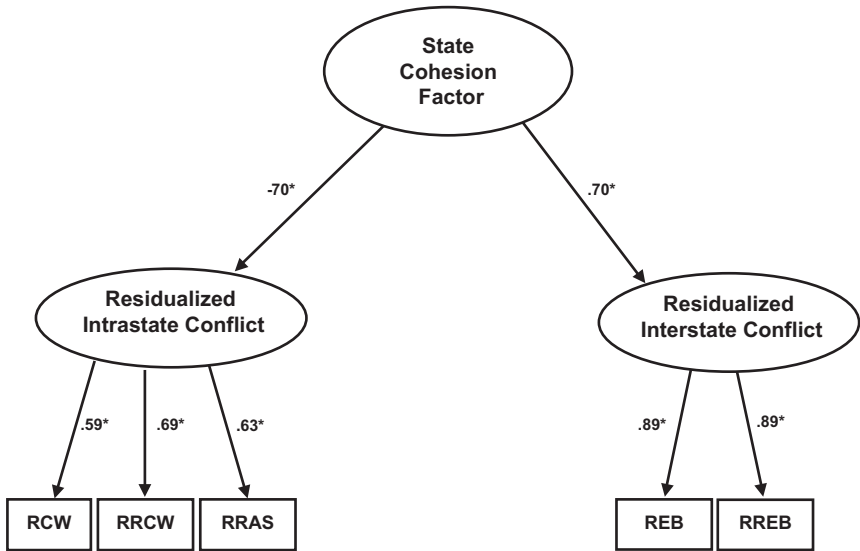 State
Cohesion
Factor
-70*
.70*
Residualized
Intrastate Conflict
Residualized
Interstate Conflict
.59*
.69*
.63*
.89*
.89*
RCW
RRCW
RRAS
REB
RREB